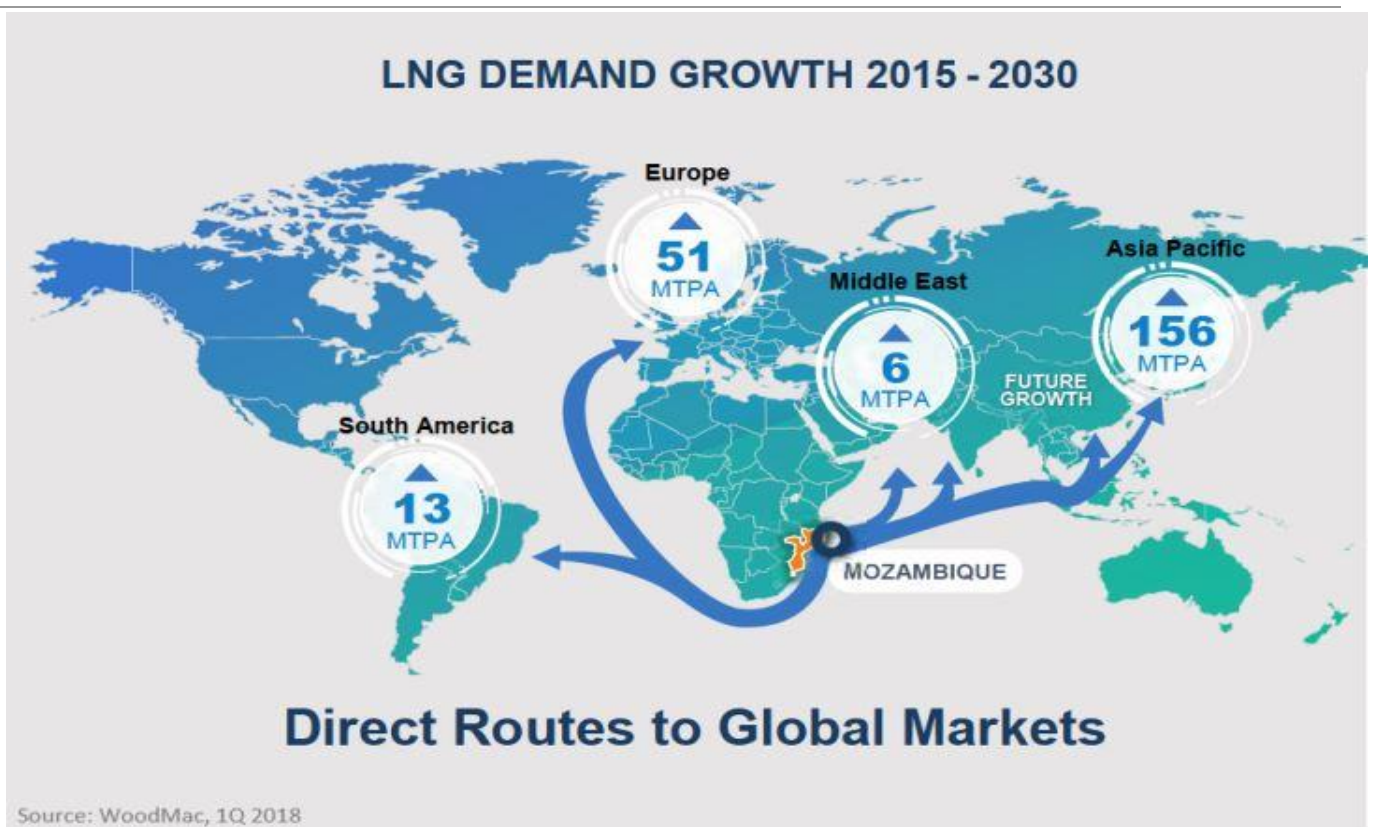 LNG DEMAND GROWTH 2015 - 2030
Europe
51
MTPA
Middle East
6
MTPA
Asia Pacific
156
MTPA
FUTURE
GROWTH
South America
13
MTPA
MOZAMBIQUE
Direct Routes to Global Markets
Source: WoodMac, 1Q 2018